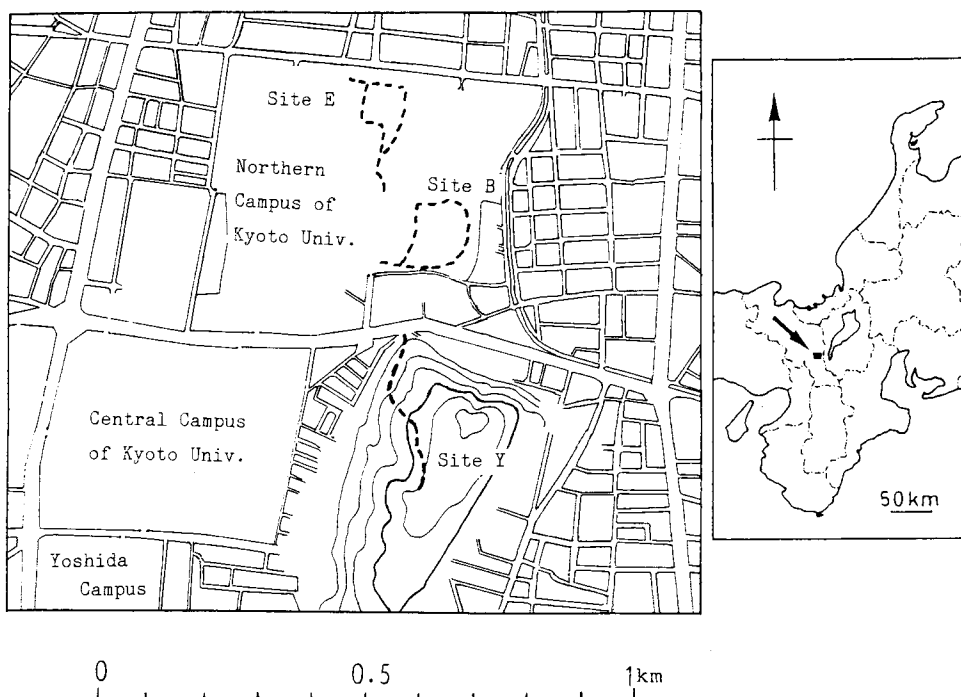 Site E
Northern
Campus of
Kyoto Univ.
Site B
Central Campus
of Kyoto Univ.
Site Y
Yoshida
Campus
50km
0
0.5
1km